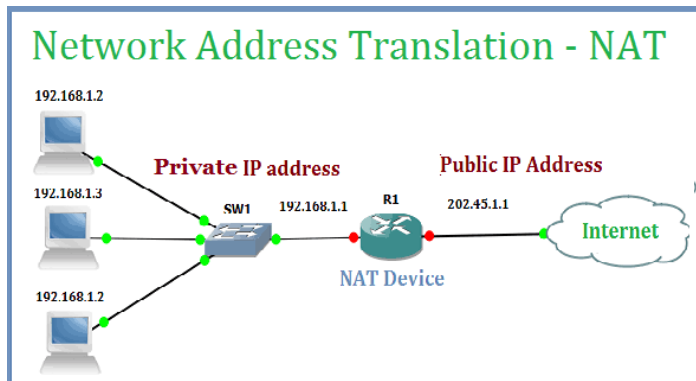 Network Address Translation - NAT
192.168.1.2
Private IP address
Public IP Address
192.168.1.3
SW1
192.168.1.1
R1
202.45.1.1
Internet
NAT Device
192.168.1.2